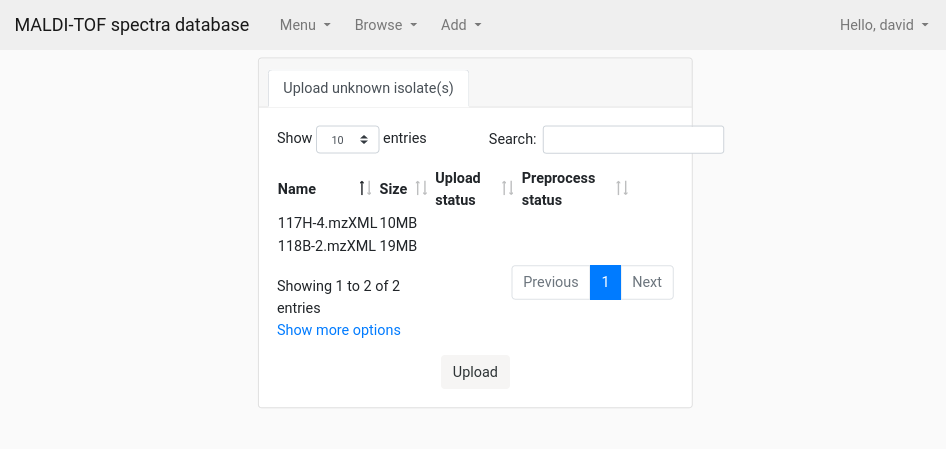 MALDI-TOF spectra database Menu Browse Add Hello, david
Upload unknown isolate(s)
Show 10 entries Search:
Name Size Upload status Preprocess status
117H-4.mzXML 10MB
118B-2.mzXML 19MB
Showing 1 to 2 of 2
entries
Previous 1 Next
Show more options
Upload